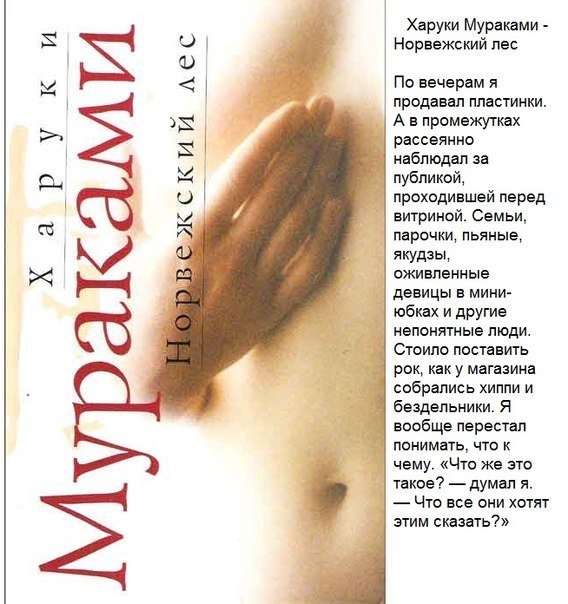 Харуки
Мураками
Норвежский лес
Харуки Мураками -
Норвежский лес
По вечерам я
продавал пластинки.
А в промежутках
рассеянно
наблюдал за
публикой,
проходившей перед
витриной. Семьи,
парочки, пьяные,
якудзы,
оживленные
девицы в мини-
юбках и другие
непонятные люди.
Стоило поставить
рок, как у магазина
собрались хиппи и
бездельники. Я
вообще перестал
понимать, что к
чему. «Что же это
такое? — думал я.
— Что все они хотят
этим сказать?»